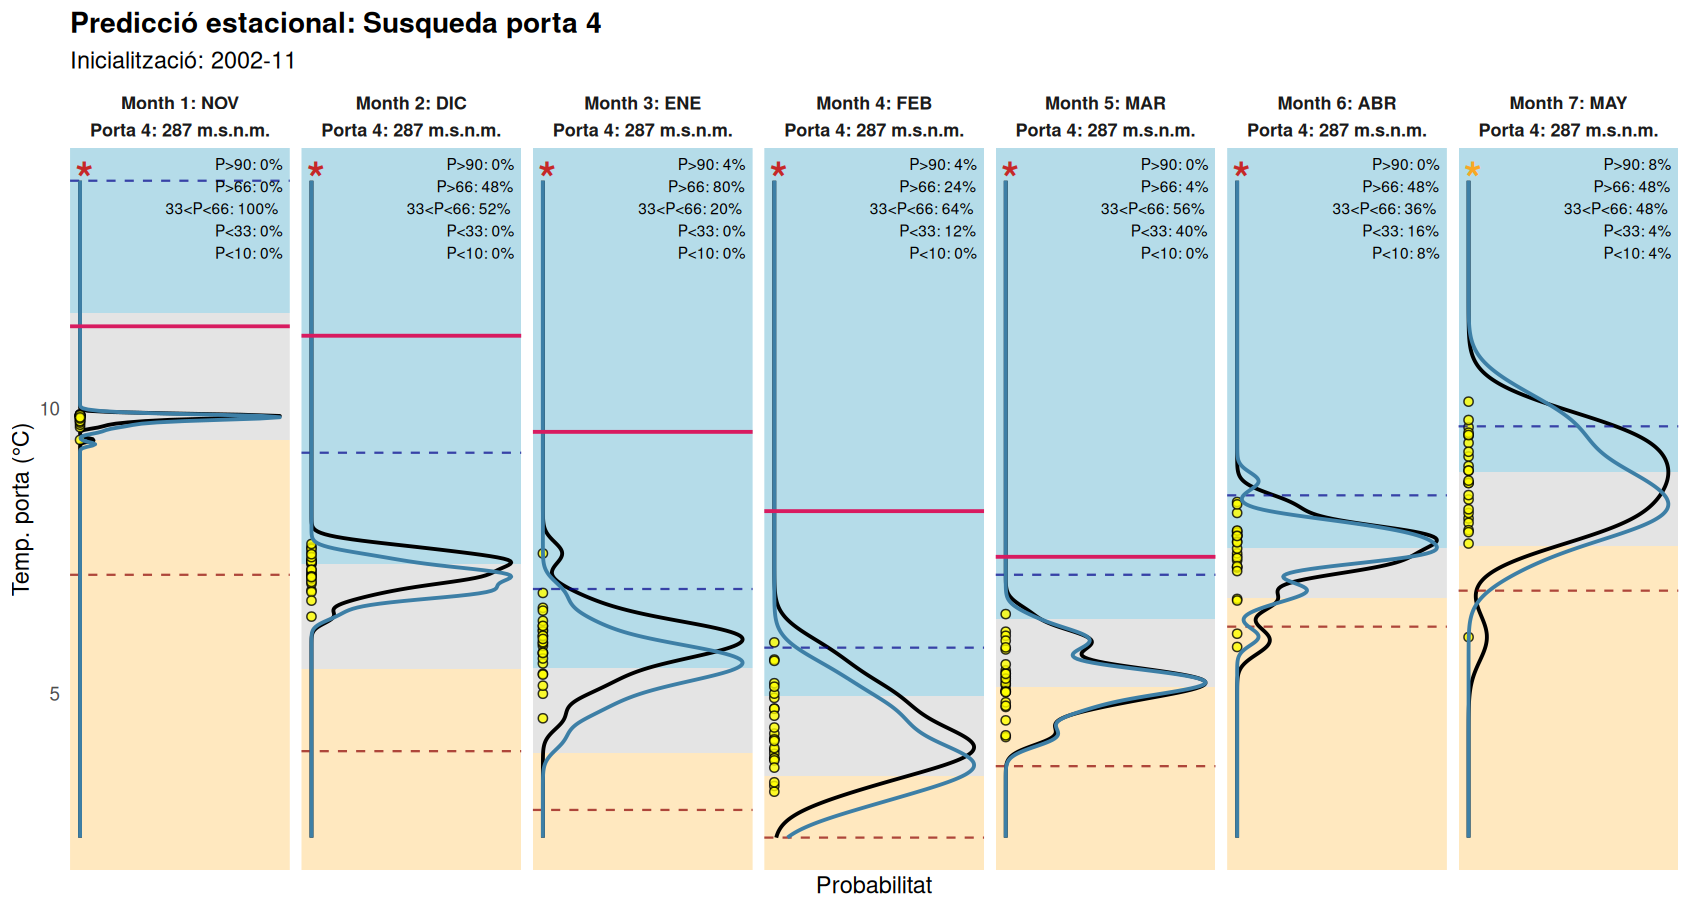 Predicció estacional: Susqueda porta 4
Inicialització: 2002-11
Month 1: NOV
Porta 4: 287 m.s.n.m.
Month 2: DIC
Porta 4: 287 m.s.n.m.
Month 3: ENE
Porta 4: 287 m.s.n.m.
Month 4: FEB
Porta 4: 287 m.s.n.m.
Month 5: MAR
Porta 4: 287 m.s.n.m.
Month 6: ABR
Porta 4: 287 m.s.n.m.
Month 7: MAY
Porta 4: 287 m.s.n.m.
*
P>90: 0%
P>66: 0%
33<P<66: 100%
P<33: 0%
P<10: 0%
*
P>90: 0%
P>66: 48%
33<P<66: 52%
P<33: 0%
P<10: 0%
*
P>90: 4%
P>66: 80%
33<P<66: 20%
P<33: 0%
P<10: 0%
*
P>90: 4%
P>66: 24%
33<P<66: 64%
P<33: 12%
P<10: 0%
*
P>90: 0%
P>66: 4%
33<P<66: 56%
P<33: 40%
P<10: 0%
*
P>90: 0%
P>66: 48%
33<P<66: 36%
P<33: 16%
P<10: 8%
*
P>90: 8%
P>66: 48%
33<P<66: 48%
P<33: 4%
P<10: 4%
10
5
Temp. porta (°C)
Probabilitat